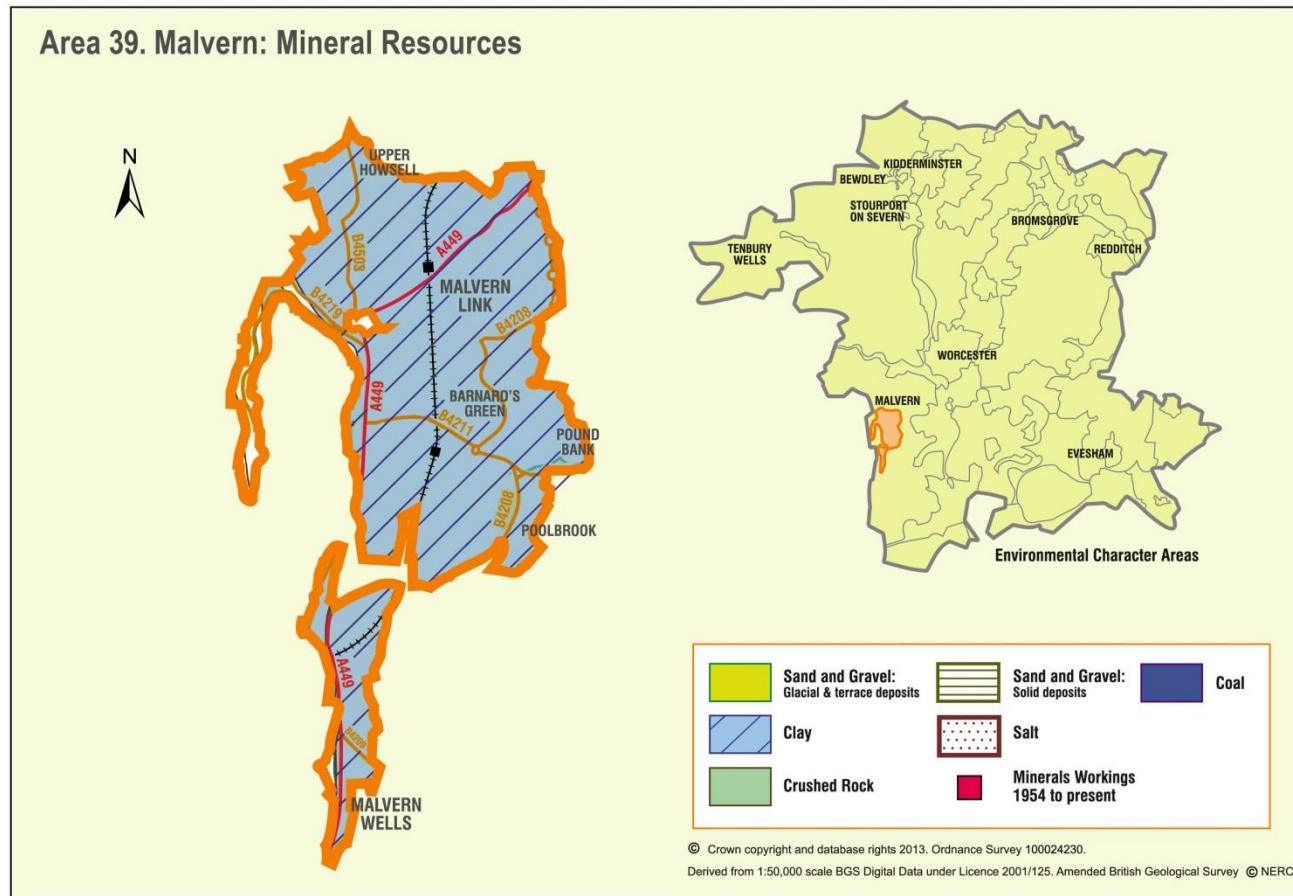 Area 39. Malvern: Mineral Resources
N
UPPER
HOWSELL
B4503
A449
MALVERN
LINK
B4219
B4208
A449
BARNARD'S
GREEN
B4211
POUND
BANK
B4208
POOLBROOK
A449
B4209
MALVERN
WELLS
KIDDERMINSTER
BEWDLEY
STOURPORT
ON SEVERN
BROMSGROVE
REDDITCH
TENBURY
WELLS
WORCESTER
MALVERN
EVESHAM
Environmental Character Areas
Sand and Gravel:
Glacial & terrace deposits
Sand and Gravel:
Solid deposits
Coal
Clay
Salt
Crushed Rock
Minerals Workings
1954 to present
© Crown copyright and database rights 2013. Ordnance Survey 100024230.
Derived from 1:50,000 scale BGS Digital Data under Licence 2001/125. Amended British Geological Survey © NERC